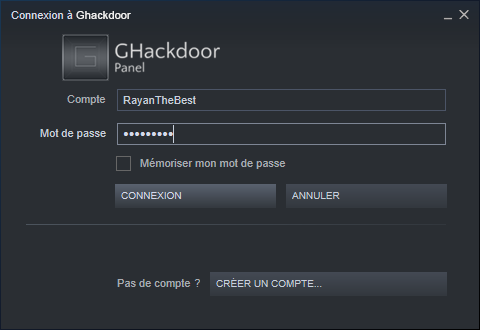 Connexion à Ghackdoor
G
GHackdoor
Panel
Compte
RayanTheBest
Mot de passe
•••••••••
Mémoriser mon mot de passe
CONNEXION
ANNULER
Pas de compte ?
CRÉER UN COMPTE...